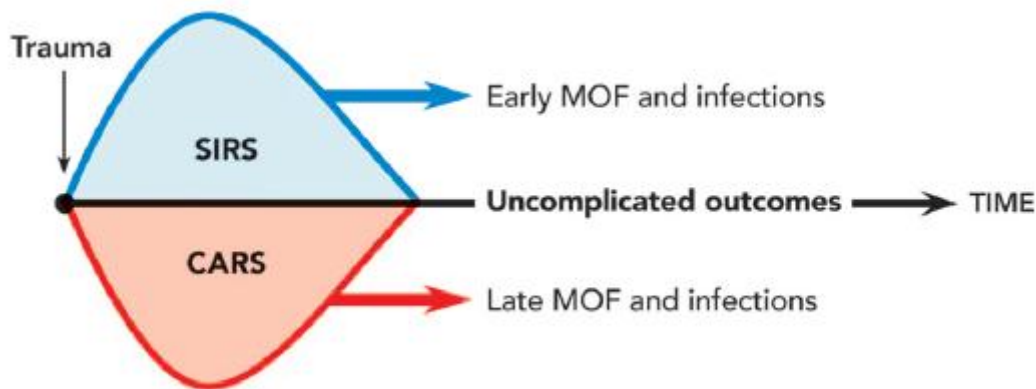 Trauma
Early MOF and infections
SIRS
Uncomplicated outcomes
TIME
CARS
Late MOF and infections